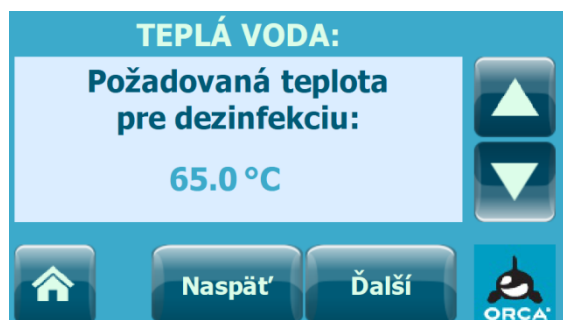 TEPLÁ VODA:
Požadovaná teplota
pre dezinfekciu:
65.0 °C
Naspäť
Ďalší
ORCA